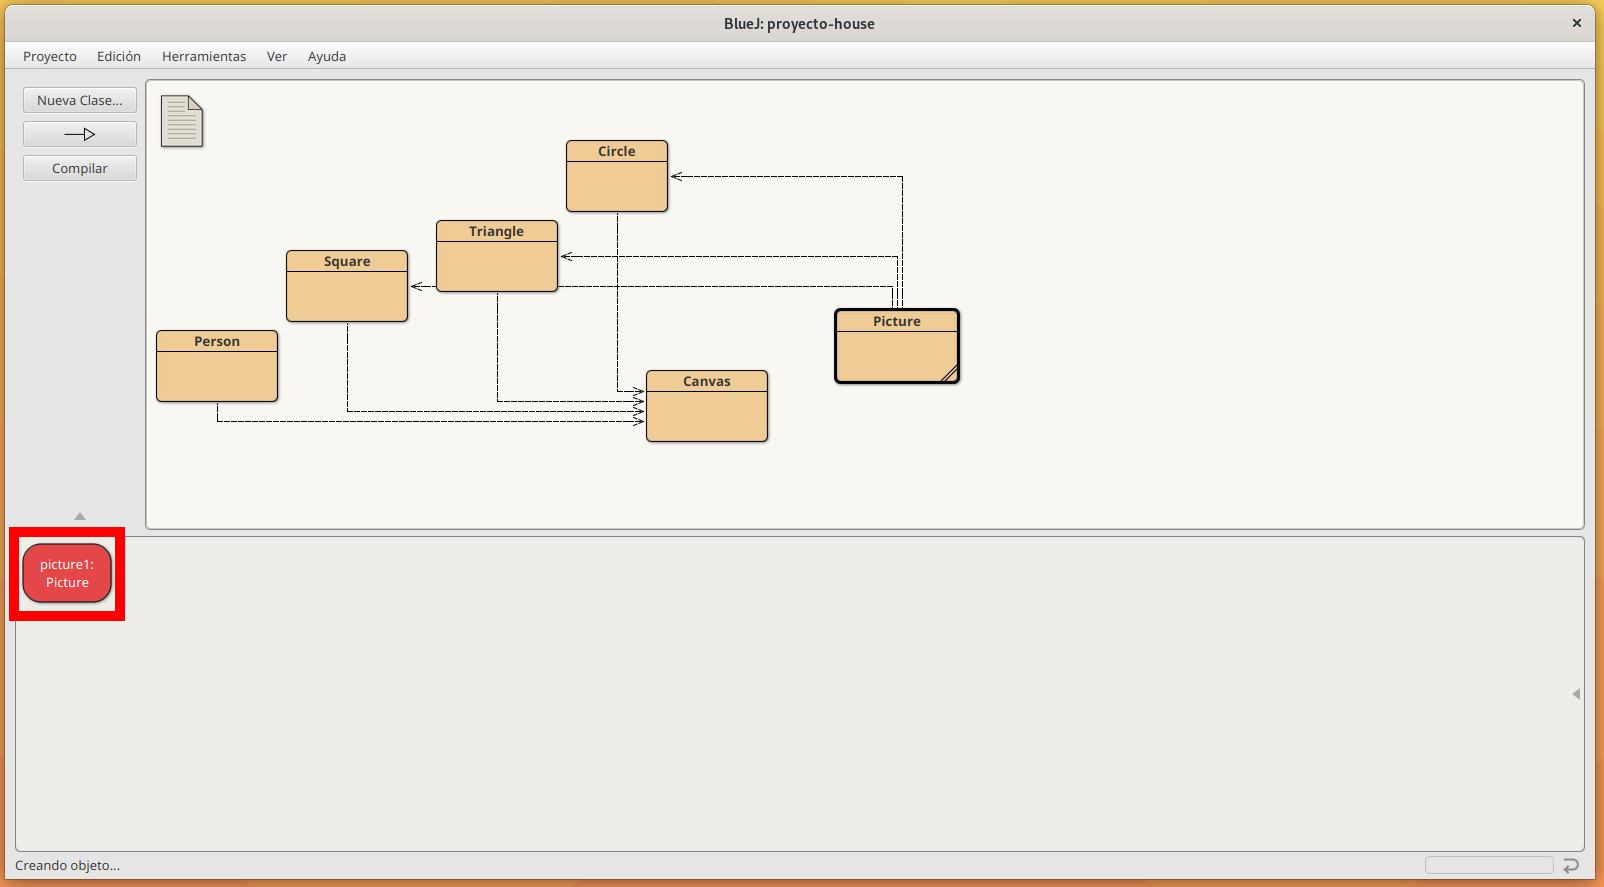 BlueJ: proyecto-house
Proyecto Edición Herramientas Ver Ayuda
Nueva Clase...
Compilar
Circle
Triangle
Square
Picture
Person
Canvas
picture1:
Picture
Creando objeto...